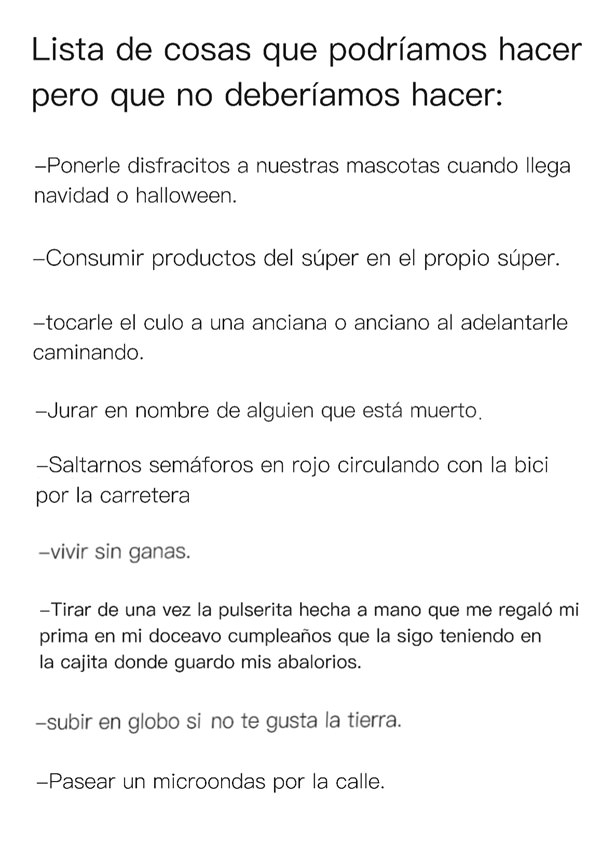 Lista de cosas que podríamos hacer
pero que no deberíamos hacer:
-Ponerle disfracitos a nuestras mascotas cuando llega
navidad o halloween.
-Consumir productos del súper en el propio súper.
-tocarle el culo a una anciana o anciano al adelantarle
caminando.
-Jurar en nombre de alguien que está muerto.
-Saltarnos semáforos en rojo circulando con la bici
por la carretera
-vivir sin ganas.
-Tirar de una vez la pulserita hecha a mano que me regaló mi
prima en mi doceavo cumpleaños que la sigo teniendo en
la cajita donde guardo mis abalorios.
-subir en globo si no te gusta la tierra.
-Pasear un microondas por la calle.